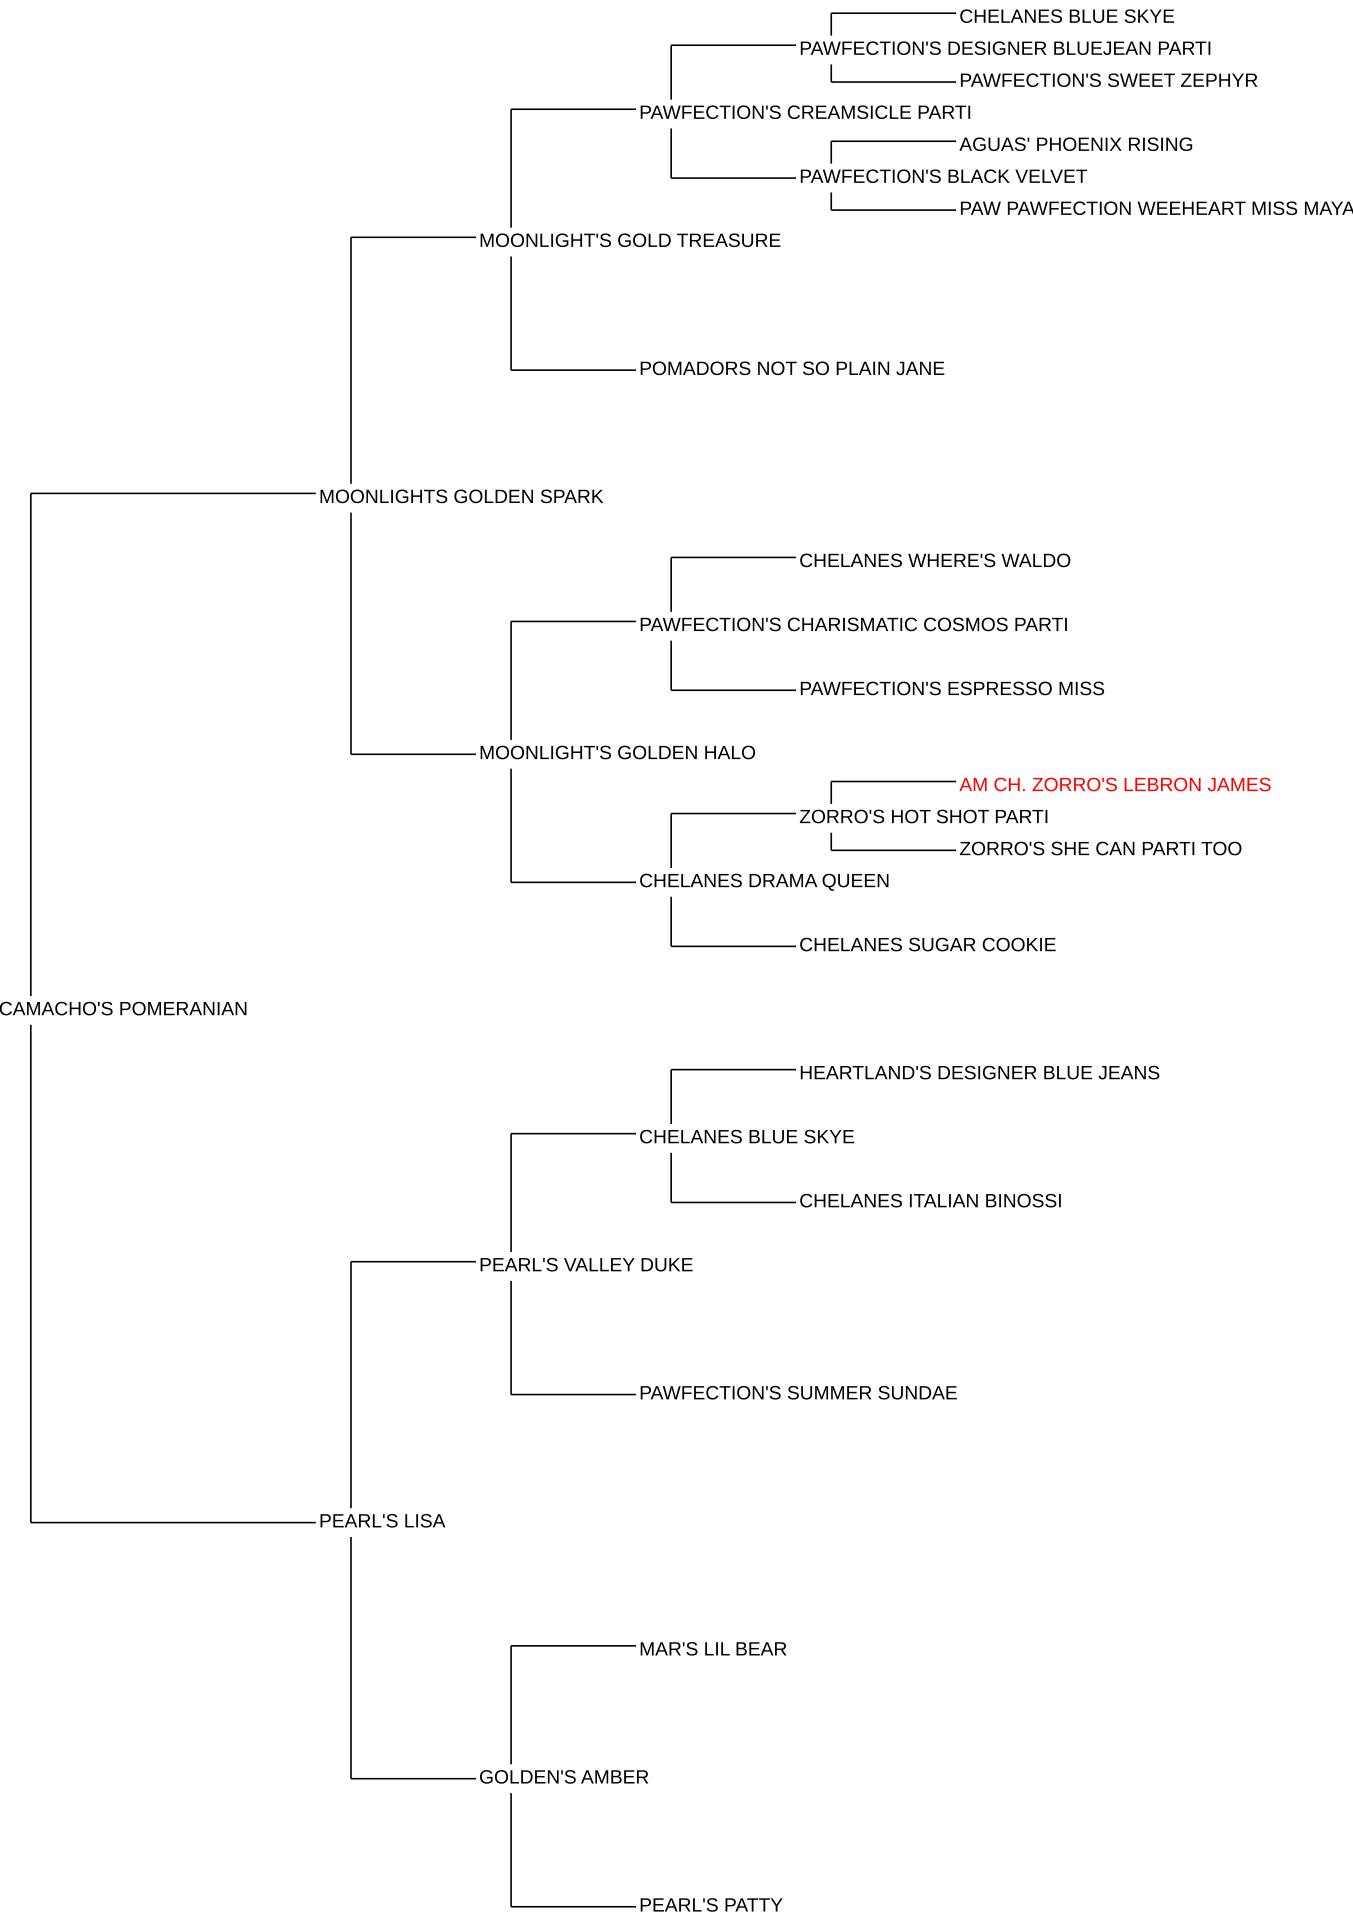 CHELANES BLUE SKYE
PAWFECTION'S DESIGNER BLUEJEAN PARTI
PAWFECTION'S SWEET ZEPHYR
PAWFECTION'S CREAMSICLE PARTI
AGUAS' PHOENIX RISING
PAWFECTION'S BLACK VELVET
PAW PAWFECTION WEEHEART MISS MAYA
MOONLIGHT'S GOLD TREASURE
POMADORS NOT SO PLAIN JANE
MOONLIGHTS GOLDEN SPARK
CHELANES WHERE'S WALDO
PAWFECTION'S CHARISMATIC COSMOS PARTI
PAWFECTION'S ESPRESSO MISS
MOONLIGHT'S GOLDEN HALO
AM CH. ZORRO'S LEBRON JAMES
ZORRO'S HOT SHOT PARTI
ZORRO'S SHE CAN PARTI TOO
CHELANES DRAMA QUEEN
CHELANES SUGAR COOKIE
CAMACHO'S POMERANIAN
HEARTLAND'S DESIGNER BLUE JEANS
CHELANES BLUE SKYE
CHELANES ITALIAN BINOSSI
PEARL'S VALLEY DUKE
PAWFECTION'S SUMMER SUNDAE
PEARL'S LISA
MAR'S LIL BEAR
GOLDEN'S AMBER
PEARL'S PATTY